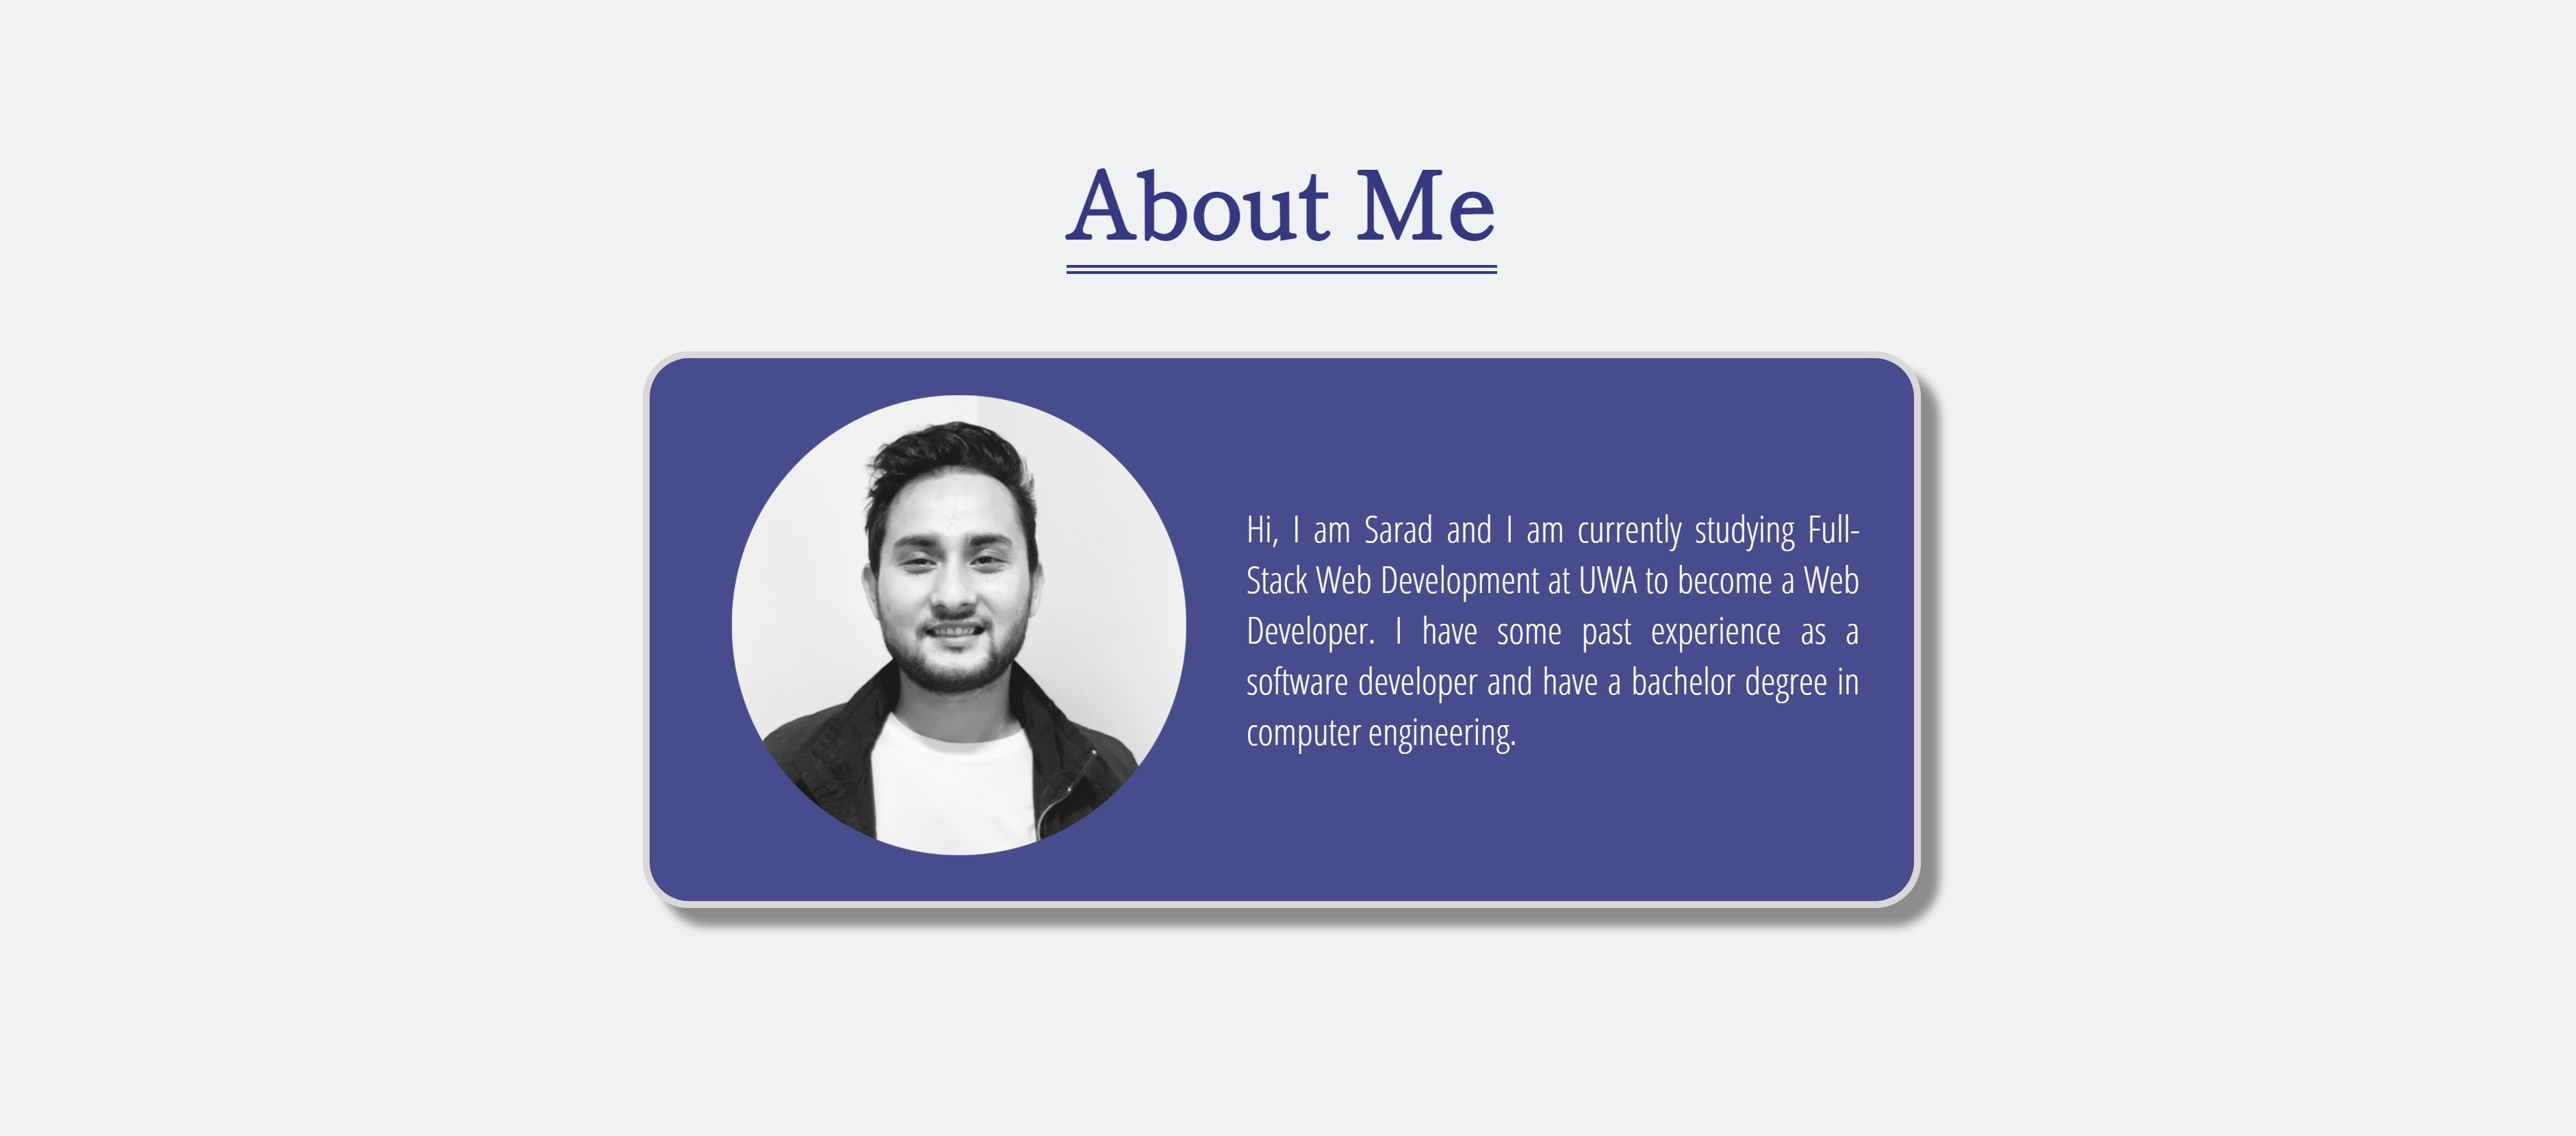 About Me
Hi, I am Sarad and I am currently studying Full-
Stack Web Development at UWA to become a Web
Developer. I have some past experience as a
software developer and have a bachelor degree in
computer engineering.